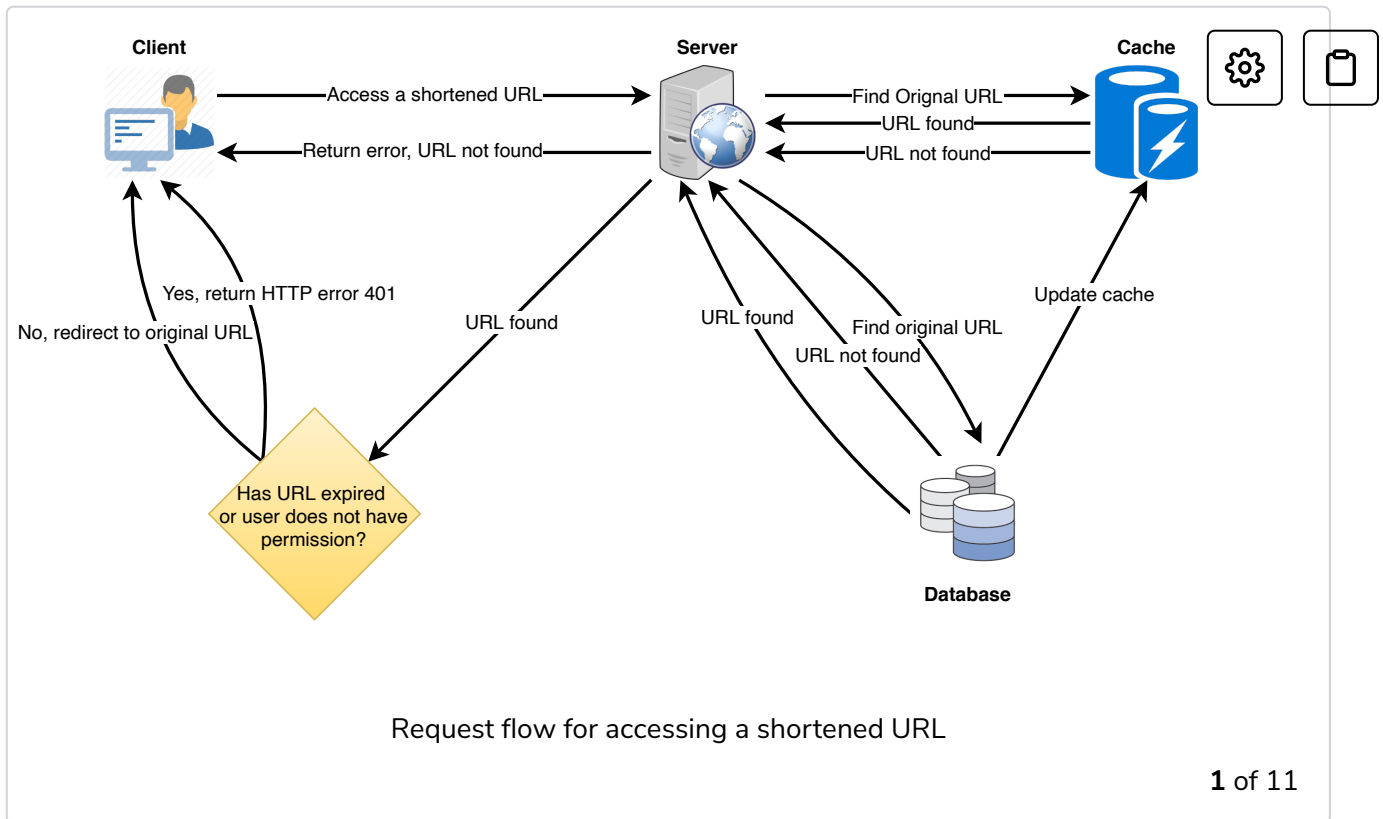 Client
Server
Cache
Access a shortened URL
Find Orignal URL
URL found
Return error, URL not found
URL not found
Yes, return HTTP error 401
Update cache
No, redirect to original URL
URL found
URL found
Find original URL
URL not found
Has URL expired
or user does not have
permission?
Database
Request flow for accessing a shortened URL
1 of 11